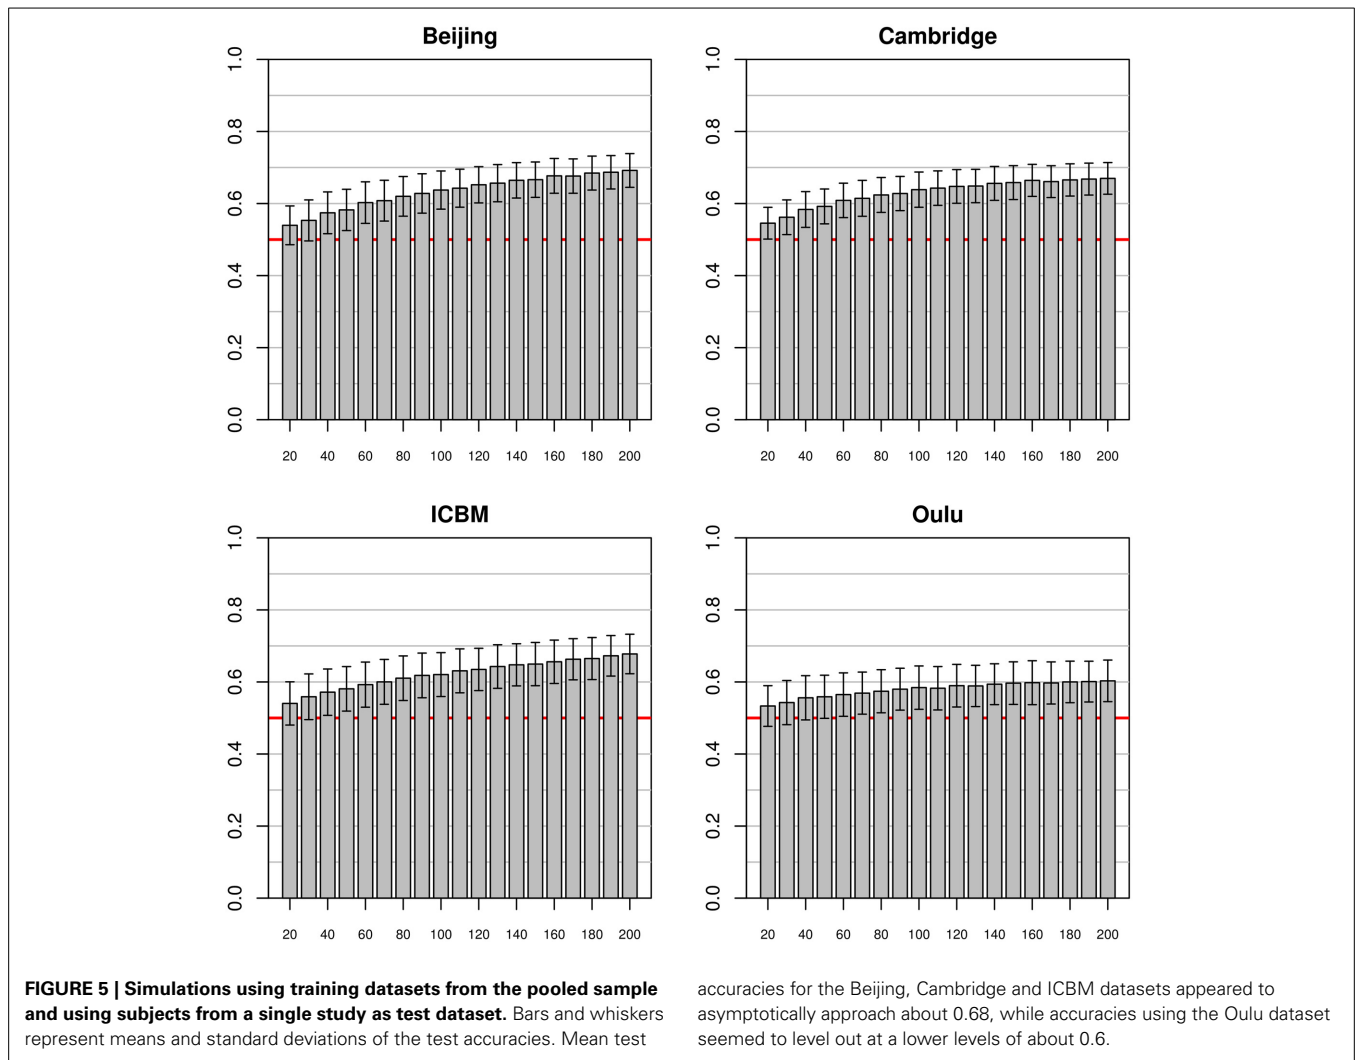 Beijing
1.0
0.8
0.6
0.4
0.2
0.0
20 40 60 80 100 120 140 160 180 200
Cambridge
1.0
0.8
0.6
0.4
0.2
0.0
20 40 60 80 100 120 140 160 180 200
ICBM
1.0
0.8
0.6
0.4
0.2
0.0
20 40 60 80 100 120 140 160 180 200
Oulu
1.0
0.8
0.6
0.4
0.2
0.0
20 40 60 80 100 120 140 160 180 200
FIGURE 5 | Simulations using training datasets from the pooled sample
and using subjects from a single study as test dataset. Bars and whiskers
represent means and standard deviations of the test accuracies. Mean test
accuracies for the Beijing, Cambridge and ICBM datasets appeared to
asymptotically approach about 0.68, while accuracies using the Oulu dataset
seemed to level out at a lower levels of about 0.6.